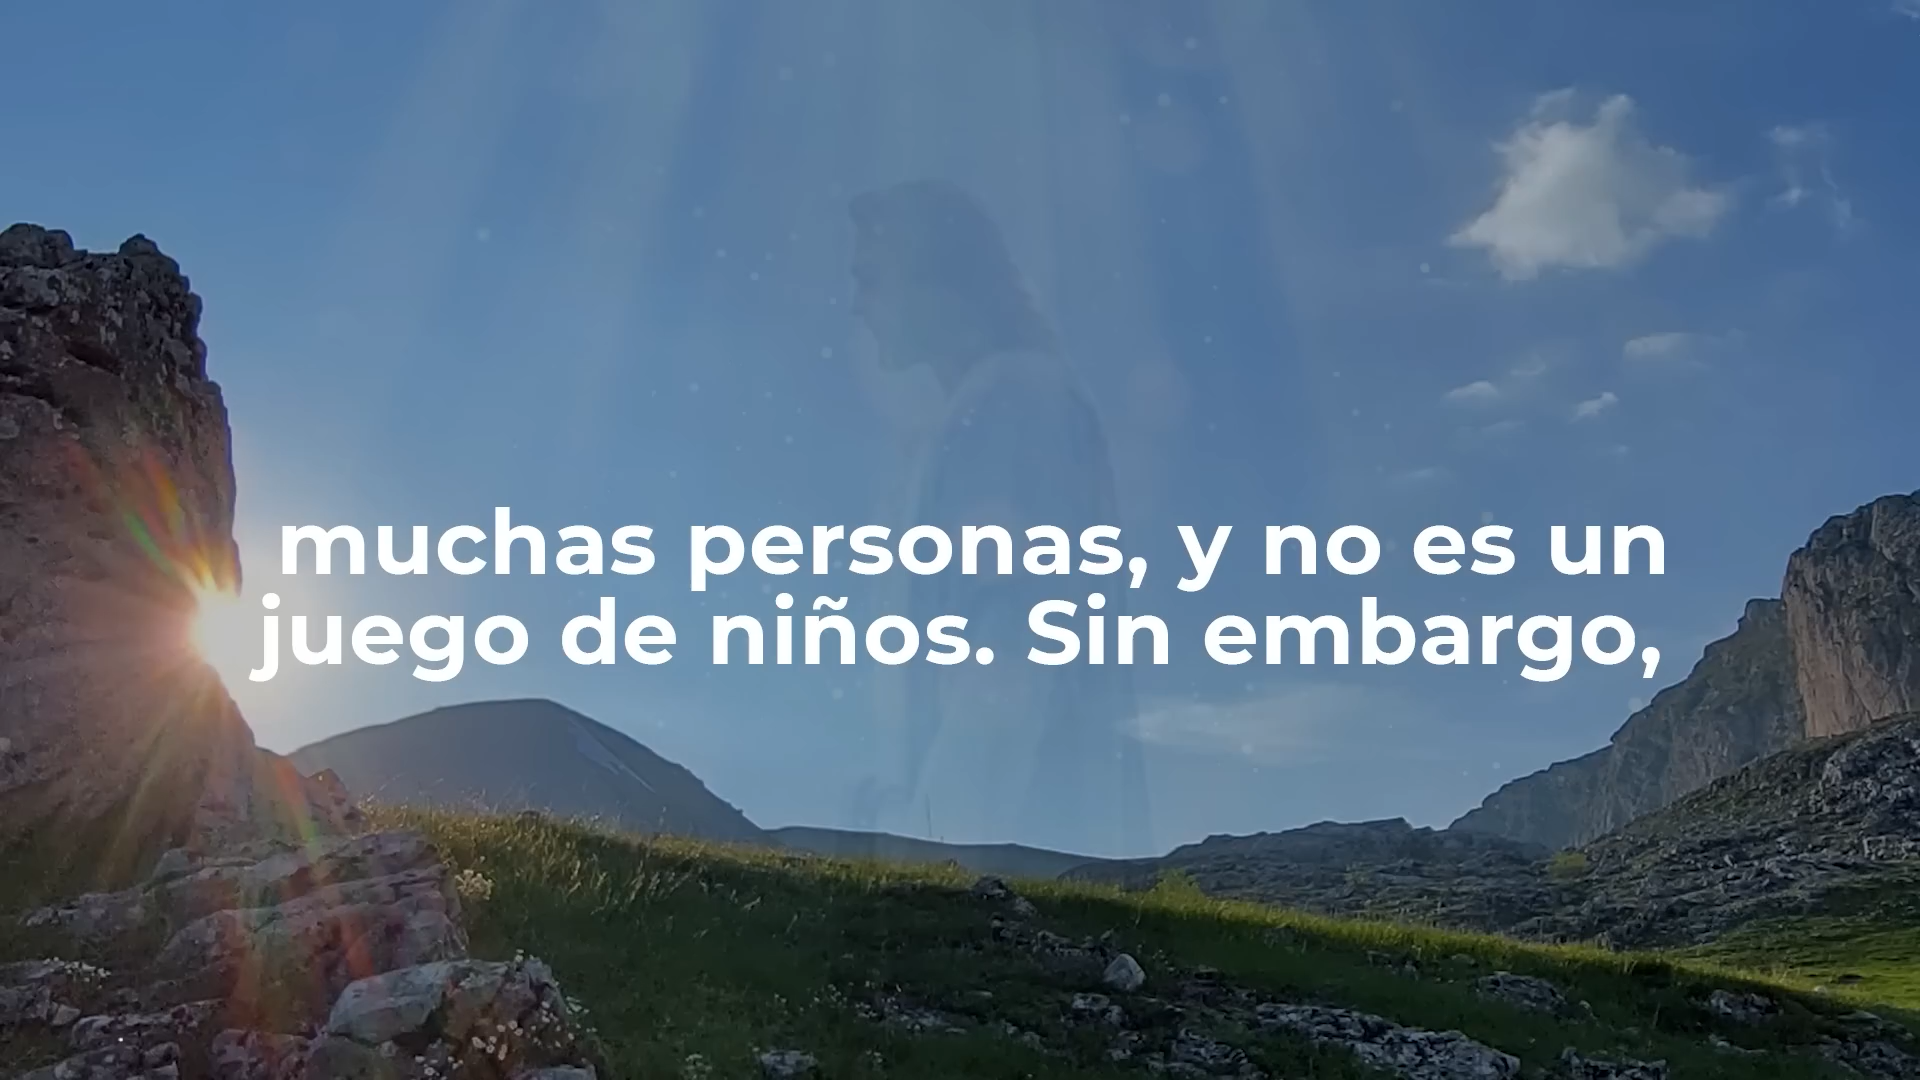 muchas personas, y no es un
juego de niños. Sin embargo,